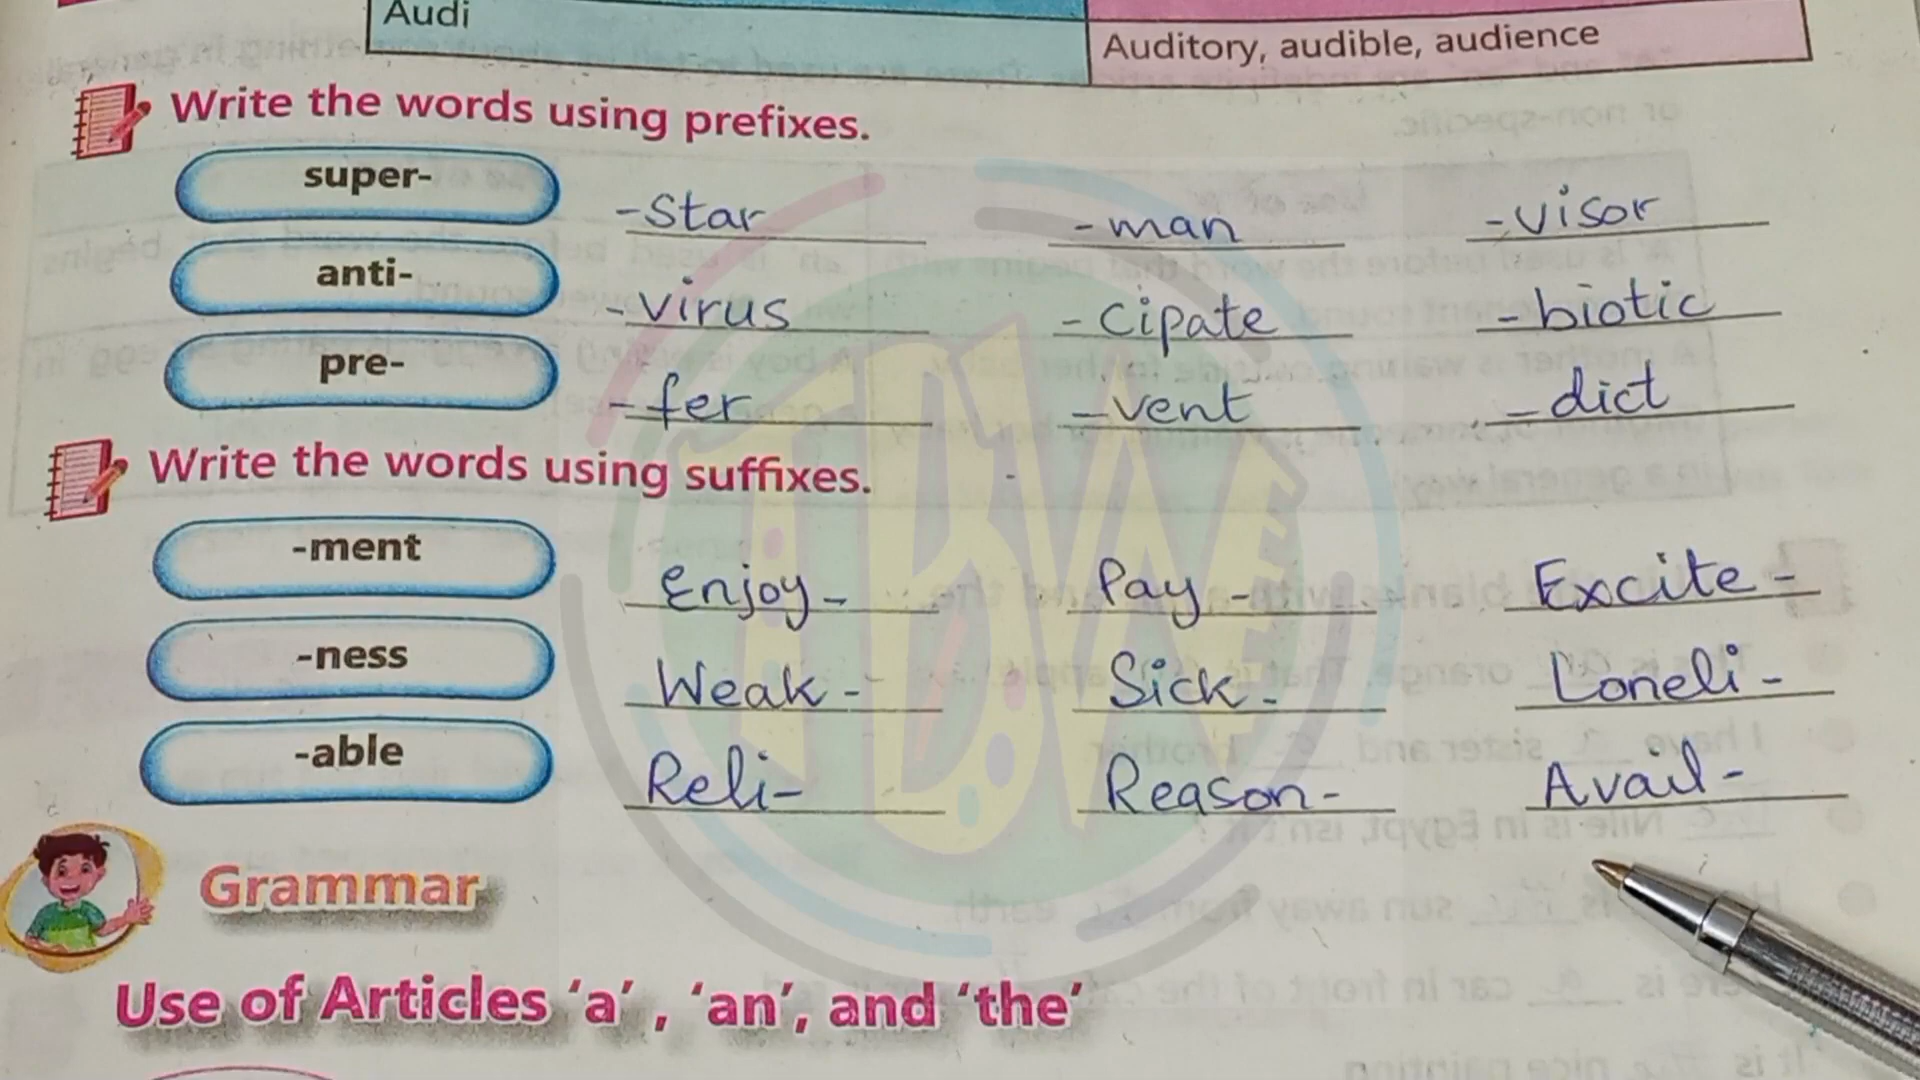 Audi
Auditory, audible, audience
Write the words using prefixes.
super- -Star -man -visor
anti- -virus -cipate -biotic
pre- -fer -vent -dict
Write the words using suffixes.
-ment Enjoy- Pay- Excite-
-ness Weak- Sick- Loneli-
-able Reli- Reason- Avail-
TBW
Grammar
Use of Articles ‘a’, ‘an’, and ‘the’